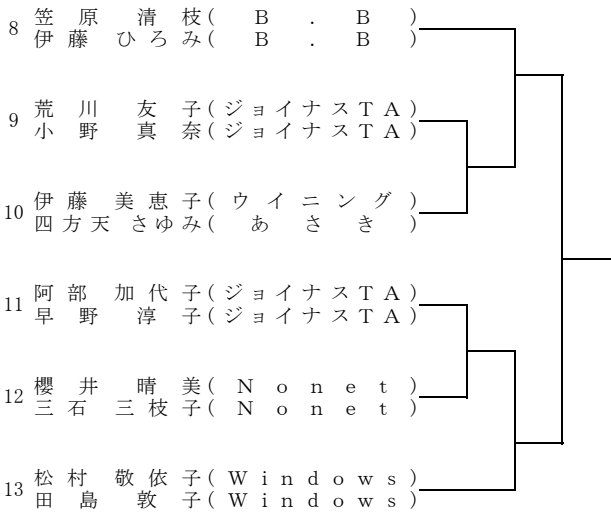 8 笠原 清枝(B.B)
伊藤 ひろみ(B.B)
9 荒川 友子(ジョイナスTA)
小野 真奈(ジョイナスTA)
10 伊藤 美恵子(ウイニング)
四方天 さゆみ(あさき)
11 阿部 加代子(ジョイナスTA)
早野 淳子(ジョイナスTA)
12 櫻井 晴美(Nonet)
三石 三枝子(Nonet)
13 松村 敬依子(Windows)
田島 敦子(Windows)